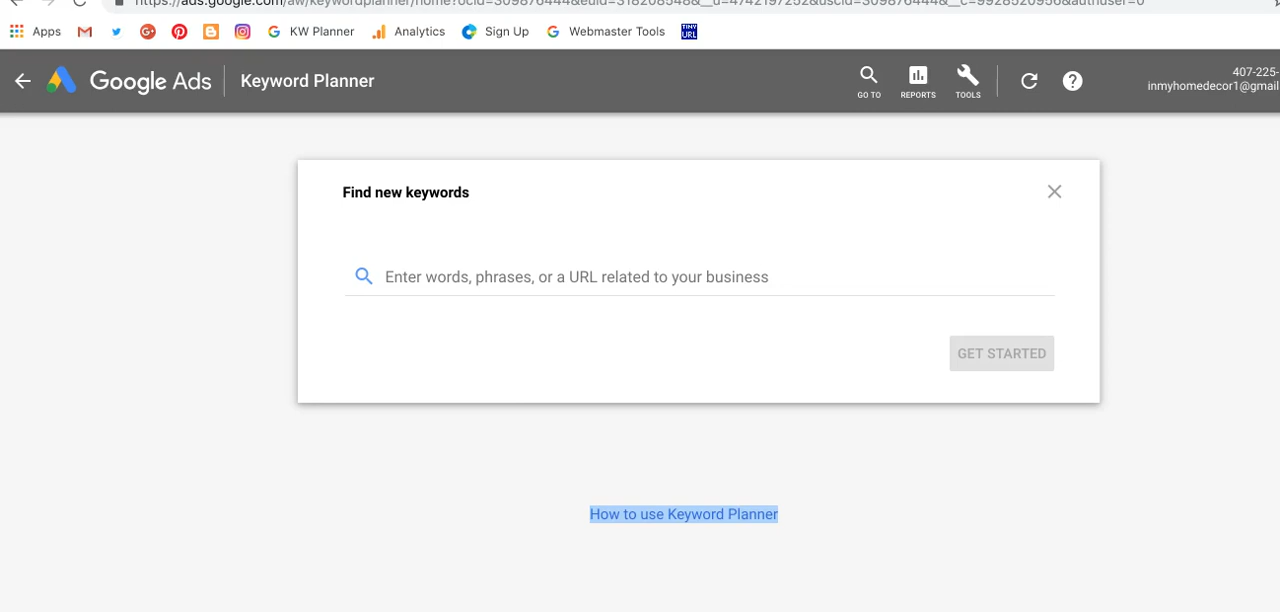 Apps KW Planner Analytics Sign Up Webmaster Tools TINY URL
Google Ads Keyword Planner
GO TO REPORTS TOOLS
407-225-
inmyhomedecor1@gmail
Find new keywords
Enter words, phrases, or a URL related to your business
GET STARTED
How to use Keyword Planner